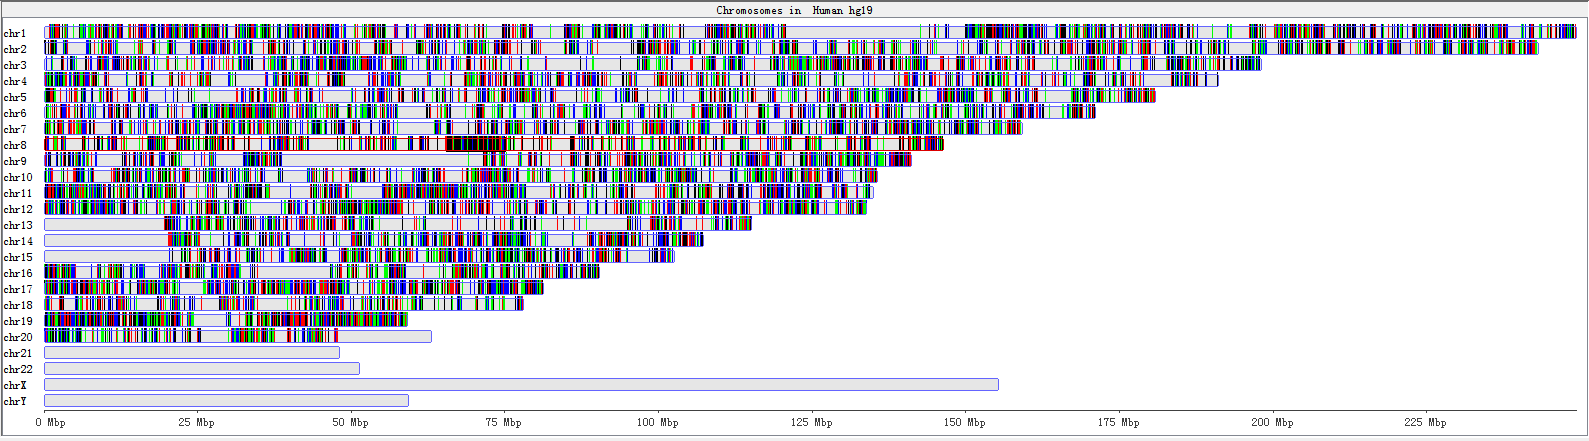 Chromosomes in Human hg19
chr1
chr2
chr3
chr4
chr5
chr6
chr7
chr8
chr9
chr10
chr11
chr12
chr13
chr14
chr15
chr16
chr17
chr18
chr19
chr20
chr21
chr22
chrX
chrY
0 Mbp 25 Mbp 50 Mbp 75 Mbp 100 Mbp 125 Mbp 150 Mbp 175 Mbp 200 Mbp 225 Mbp